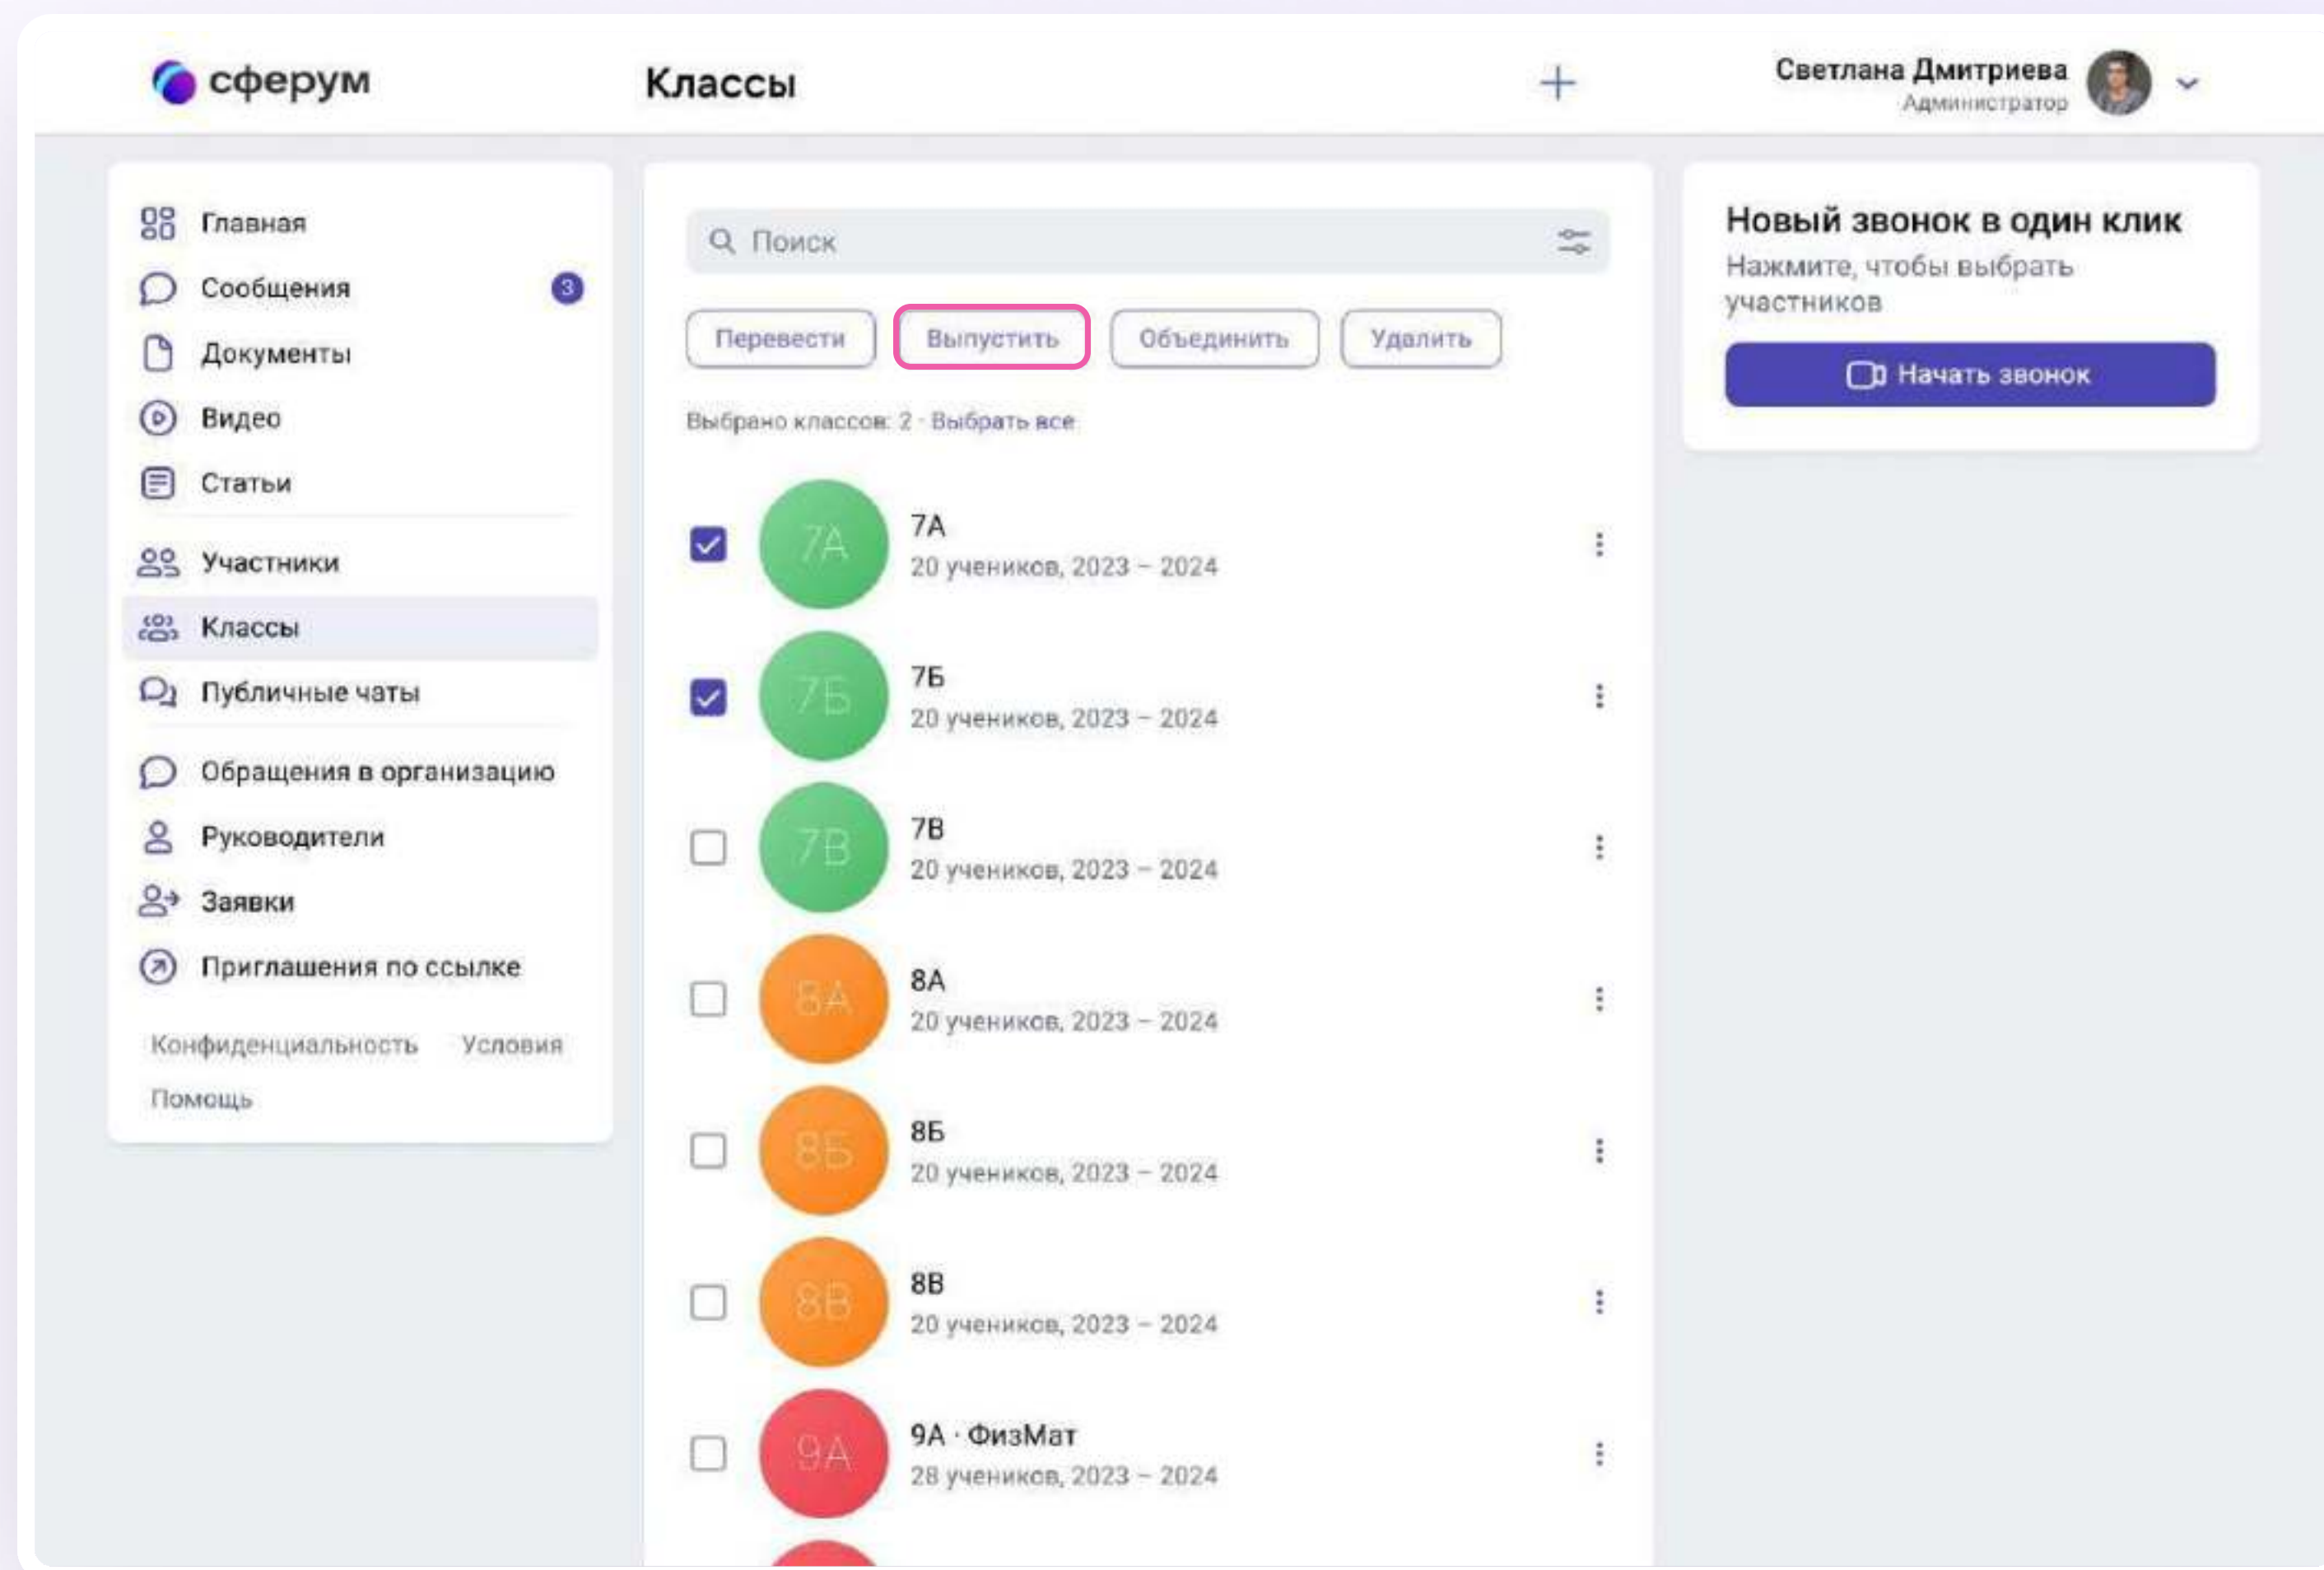 сферум
Классы
Светлана Дмитриева
Администратор
Главная
Сообщения
3
Документы
Видео
Статьи
Участники
Классы
Публичные чаты
Обращения в организацию
Руководители
Заявки
Приглашения по ссылке
Конфиденциальность Условия
Помощь
Поиск
Перевести Выпустить Объединить Удалить
Выбрано классов: 2 · Выбрать все
7А
7А
20 учеников, 2023 – 2024
7Б
7Б
20 учеников, 2023 – 2024
7В
7В
20 учеников, 2023 – 2024
8А
8А
20 учеников, 2023 – 2024
8Б
8Б
20 учеников, 2023 – 2024
8В
8В
20 учеников, 2023 – 2024
9А
9А · ФизМат
28 учеников, 2023 – 2024
Новый звонок в один клик
Нажмите, чтобы выбрать
участников
Начать звонок